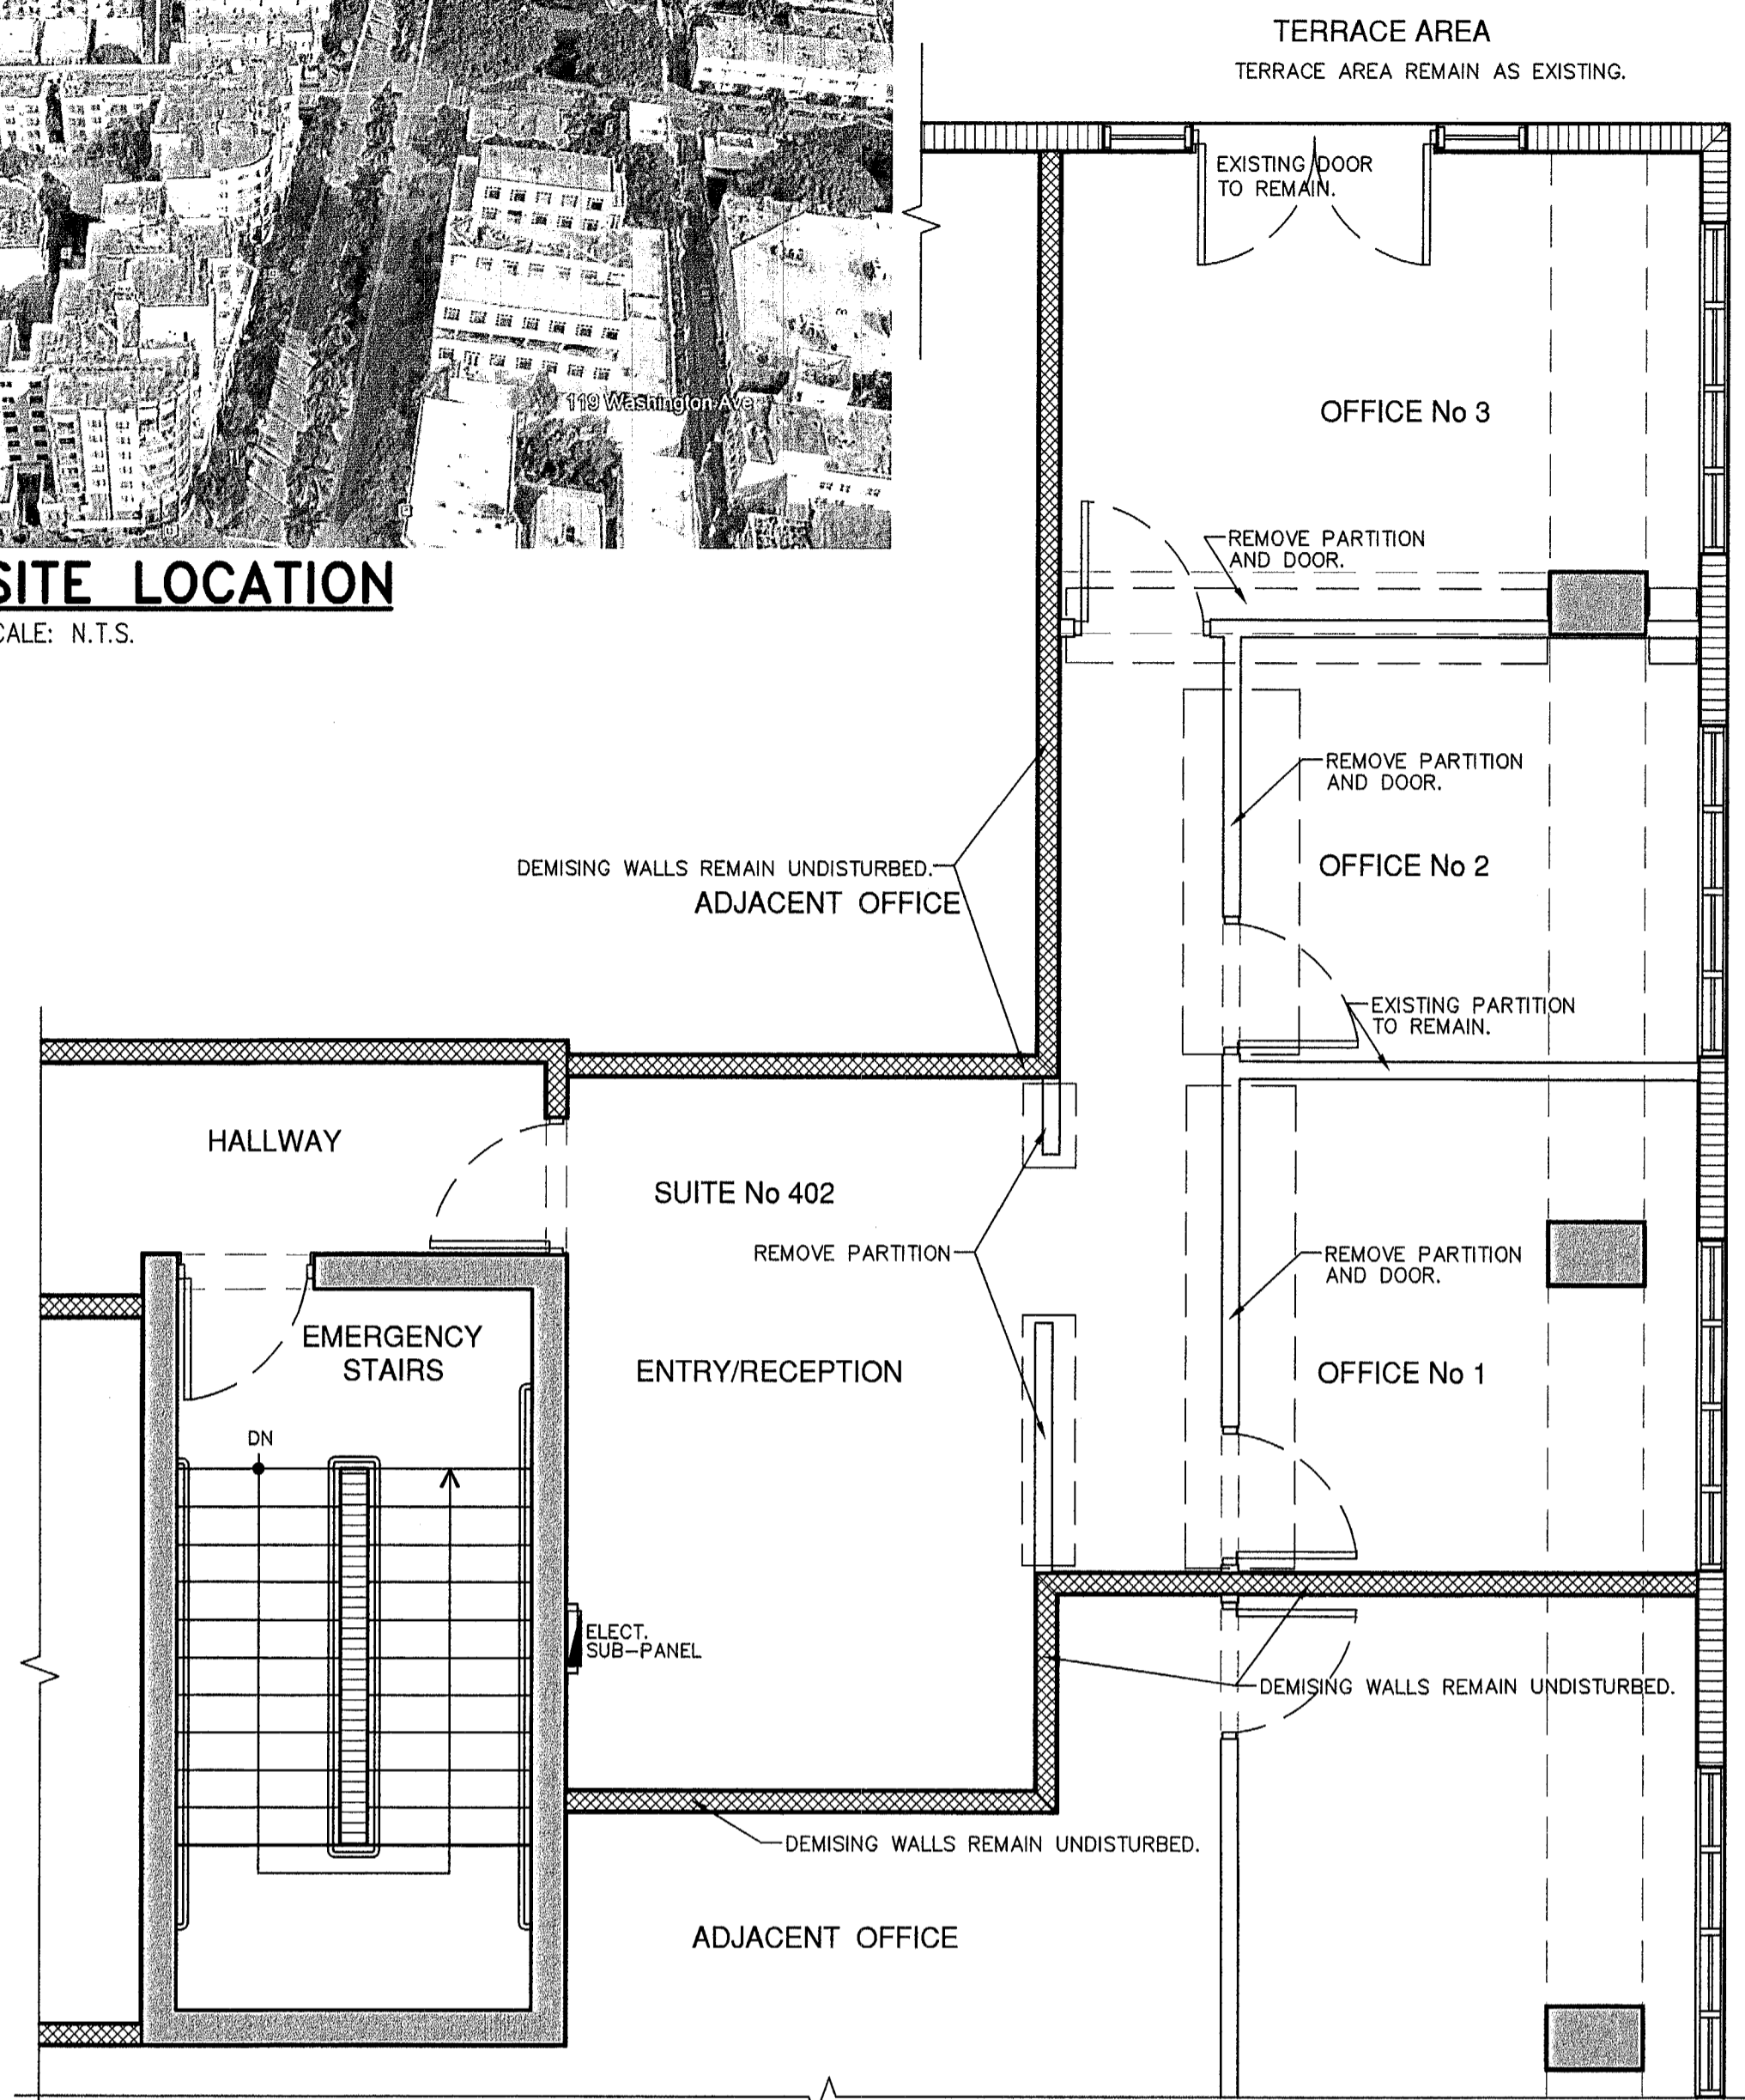 TERRACE AREA
TERRACE AREA REMAIN AS EXISTING.
EXISTING DOOR
TO REMAIN.
119 Washington Ave
OFFICE No 3
REMOVE PARTITION
AND DOOR.
SITE LOCATION
SCALE: N.T.S.
REMOVE PARTITION
AND DOOR.
DEMISING WALLS REMAIN UNDISTURBED.
OFFICE No 2
ADJACENT OFFICE
EXISTING PARTITION
TO REMAIN.
HALLWAY
SUITE No 402
REMOVE PARTITION
REMOVE PARTITION
AND DOOR.
EMERGENCY
STAIRS
ENTRY/RECEPTION
OFFICE No 1
DN
ELECT.
SUB-PANEL
DEMISING WALLS REMAIN UNDISTURBED.
DEMISING WALLS REMAIN UNDISTURBED.
ADJACENT OFFICE